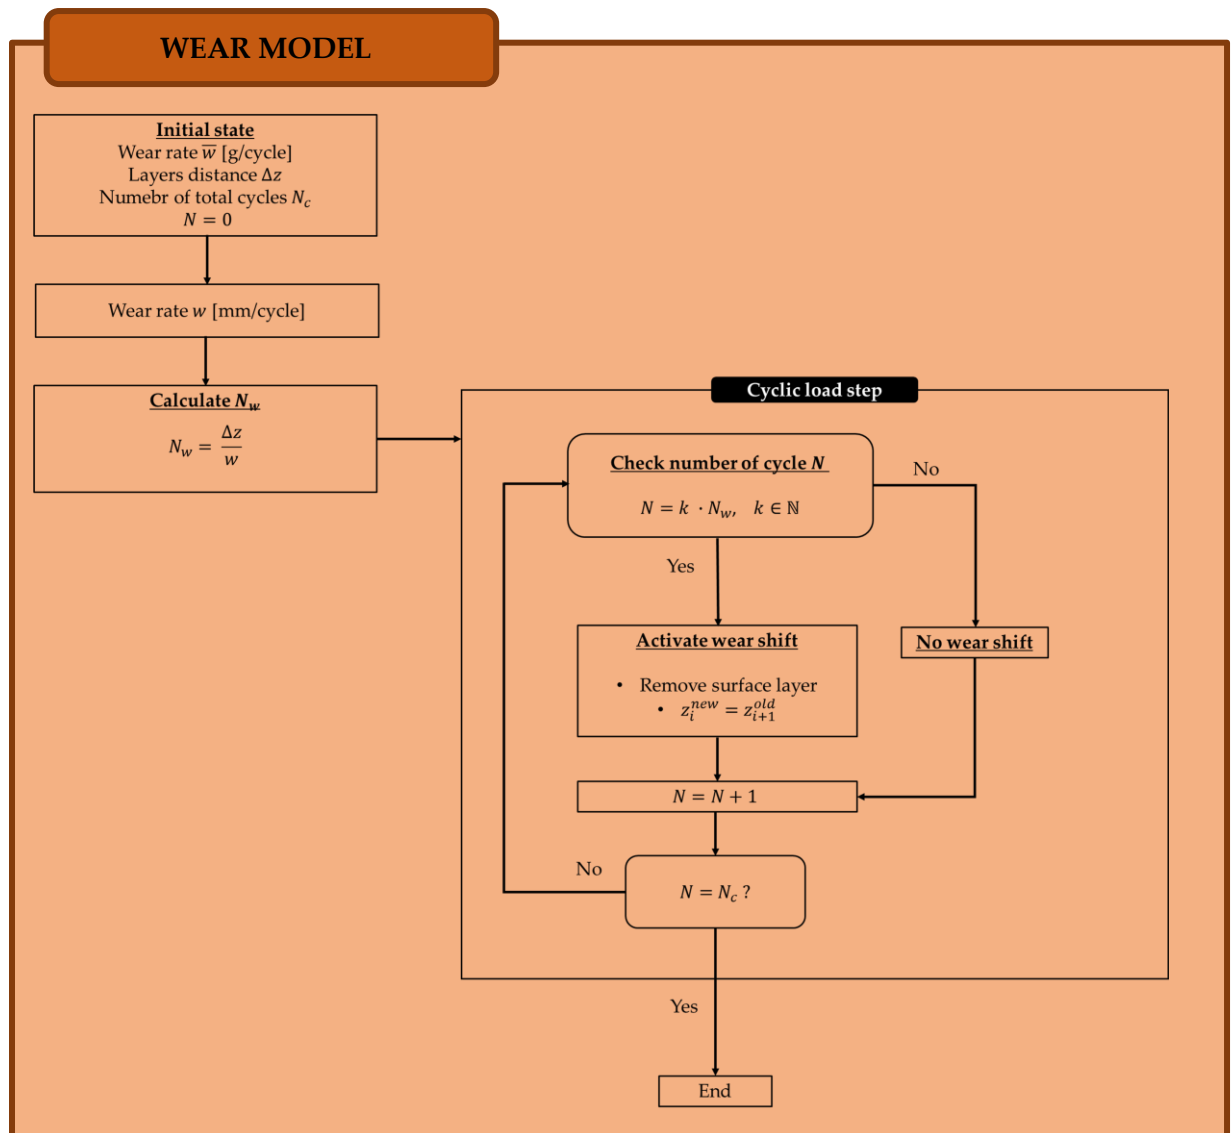 WEAR MODEL
Initial state
Wear rate w̅ [g/cycle]
Layers distance Δz
Numebr of total cycles N_c
N = 0
Wear rate w [mm/cycle]
Calculate N_w
N_w = Δz/w
Cyclic load step
Check number of cycle N
N = k · N_w, k ∈ ℕ
No
Yes
Activate wear shift
• Remove surface layer
• z_i^{new} = z_{i+1}^{old}
No wear shift
N = N + 1
No
N = N_c ?
Yes
End